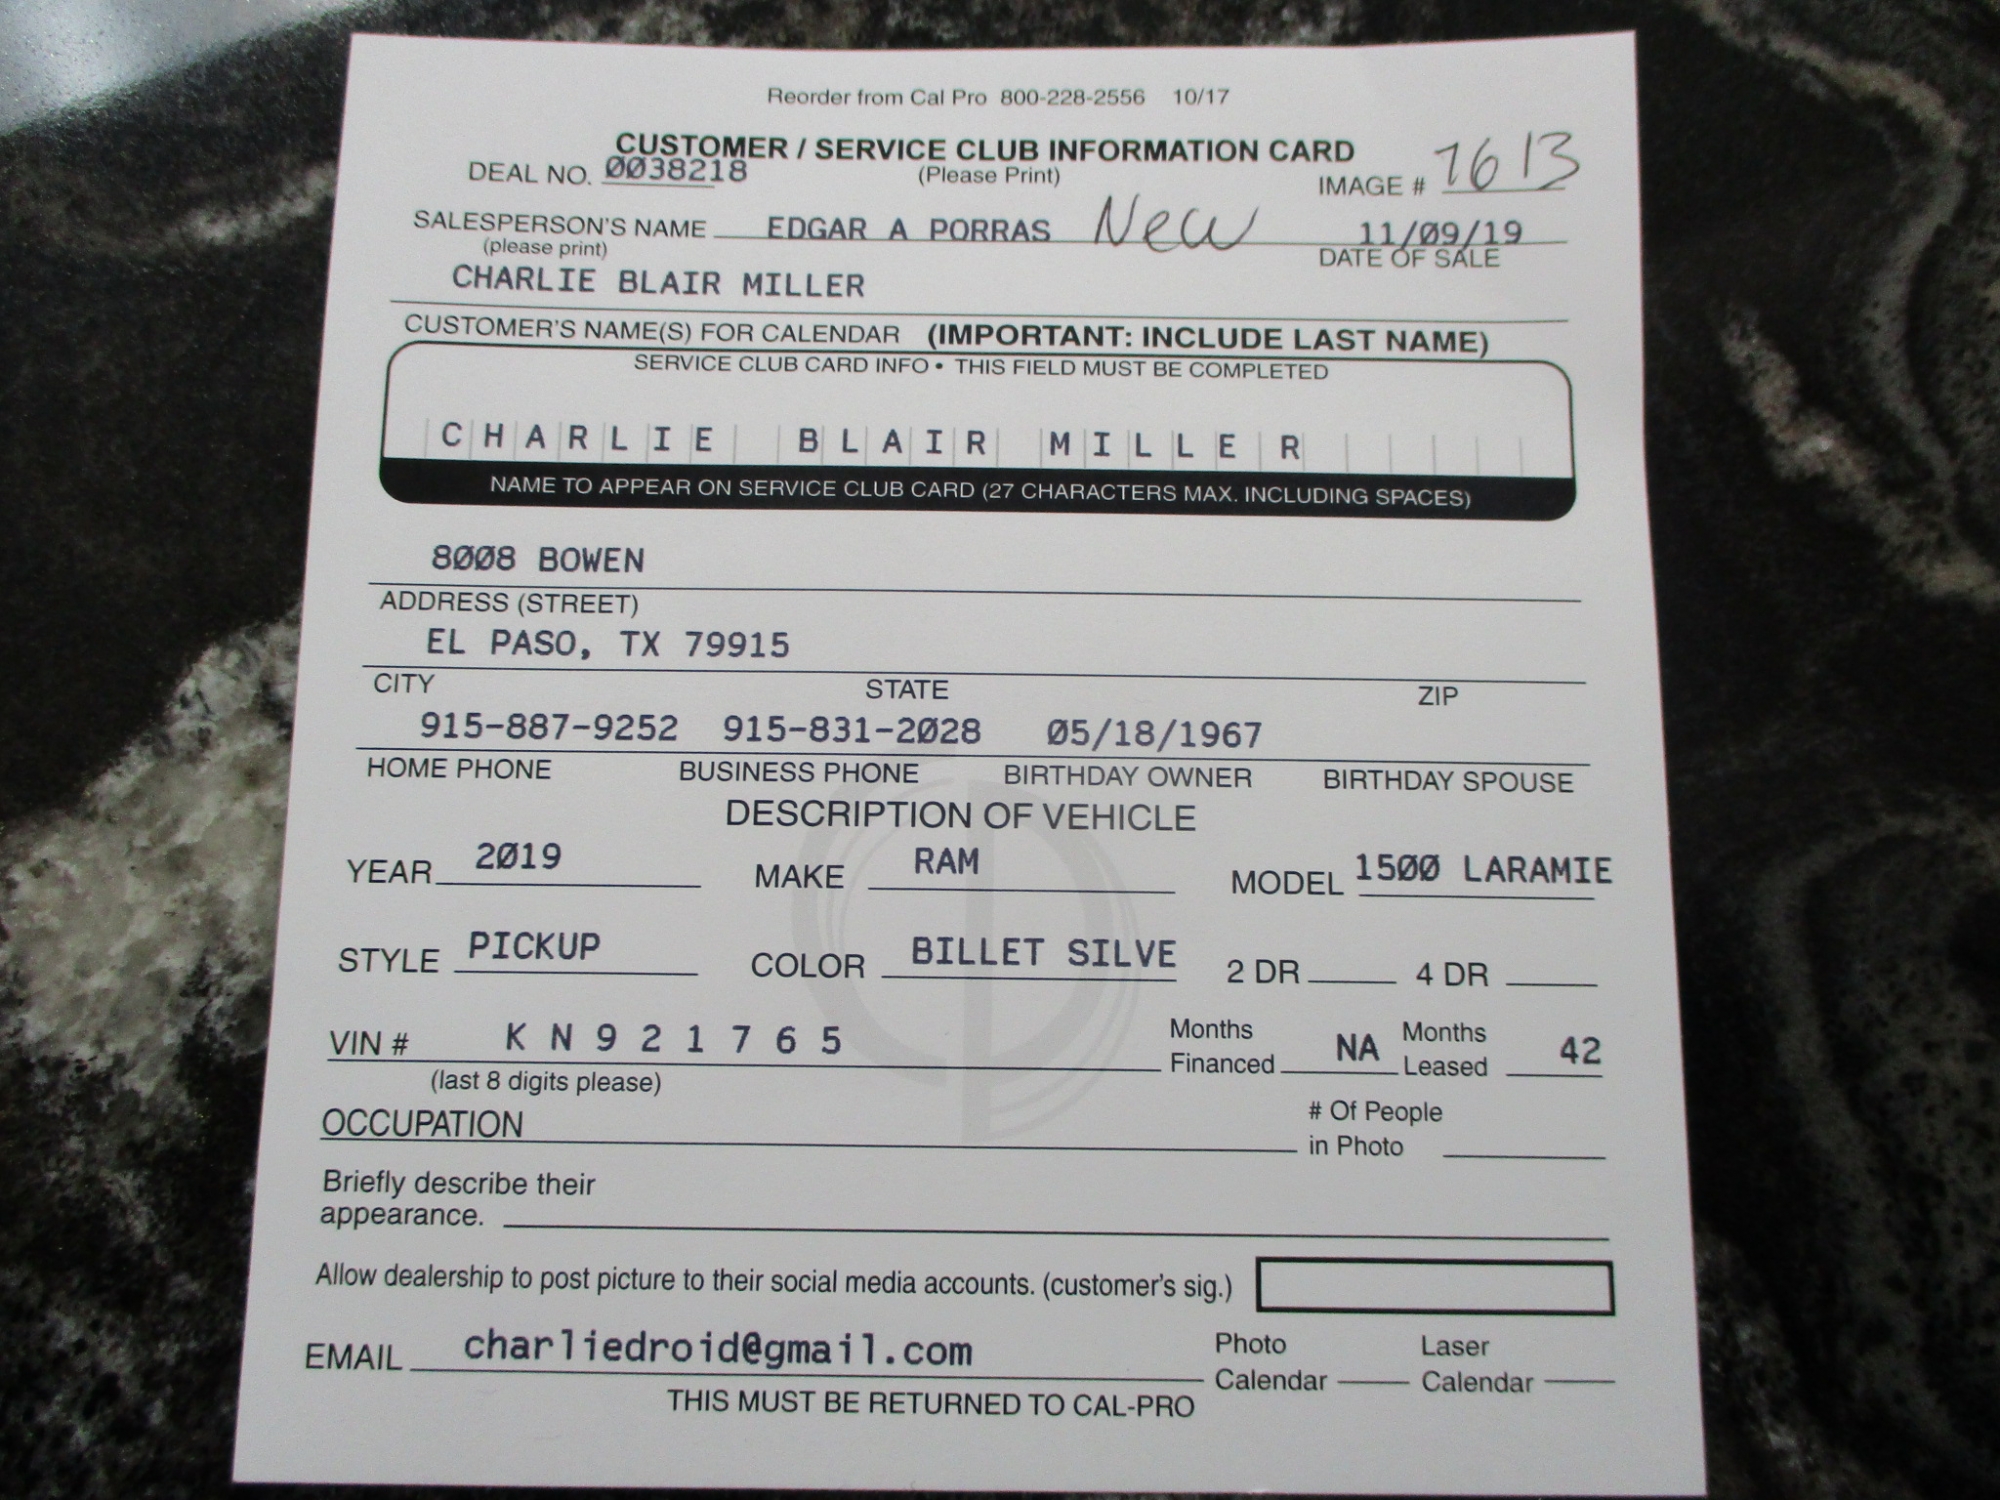 Reorder from Cal Pro 800-228-2556 10/17
CUSTOMER / SERVICE CLUB INFORMATION CARD
DEAL NO. 0038218 (Please Print) IMAGE # 7613
SALESPERSON'S NAME EDGAR A PORRAS New 11/09/19
(please print) DATE OF SALE
CHARLIE BLAIR MILLER
CUSTOMER'S NAME(S) FOR CALENDAR (IMPORTANT: INCLUDE LAST NAME)
SERVICE CLUB CARD INFO • THIS FIELD MUST BE COMPLETED
CHARLIE BLAIR MILLER
NAME TO APPEAR ON SERVICE CLUB CARD (27 CHARACTERS MAX. INCLUDING SPACES)
8008 BOWEN
ADDRESS (STREET)
EL PASO, TX 79915
CITY STATE ZIP
915-887-9252 915-831-2028 05/18/1967
HOME PHONE BUSINESS PHONE BIRTHDAY OWNER BIRTHDAY SPOUSE
DESCRIPTION OF VEHICLE
YEAR 2019 MAKE RAM MODEL 1500 LARAMIE
STYLE PICKUP COLOR BILLET SILVE 2 DR 4 DR
VIN # KN921765 Months Financed NA Months Leased 42
(last 8 digits please)
OCCUPATION # Of People in Photo
Briefly describe their
appearance.
Allow dealership to post picture to their social media accounts. (customer's sig.)
EMAIL charliedroid@gmail.com Photo Calendar Laser Calendar
THIS MUST BE RETURNED TO CAL-PRO